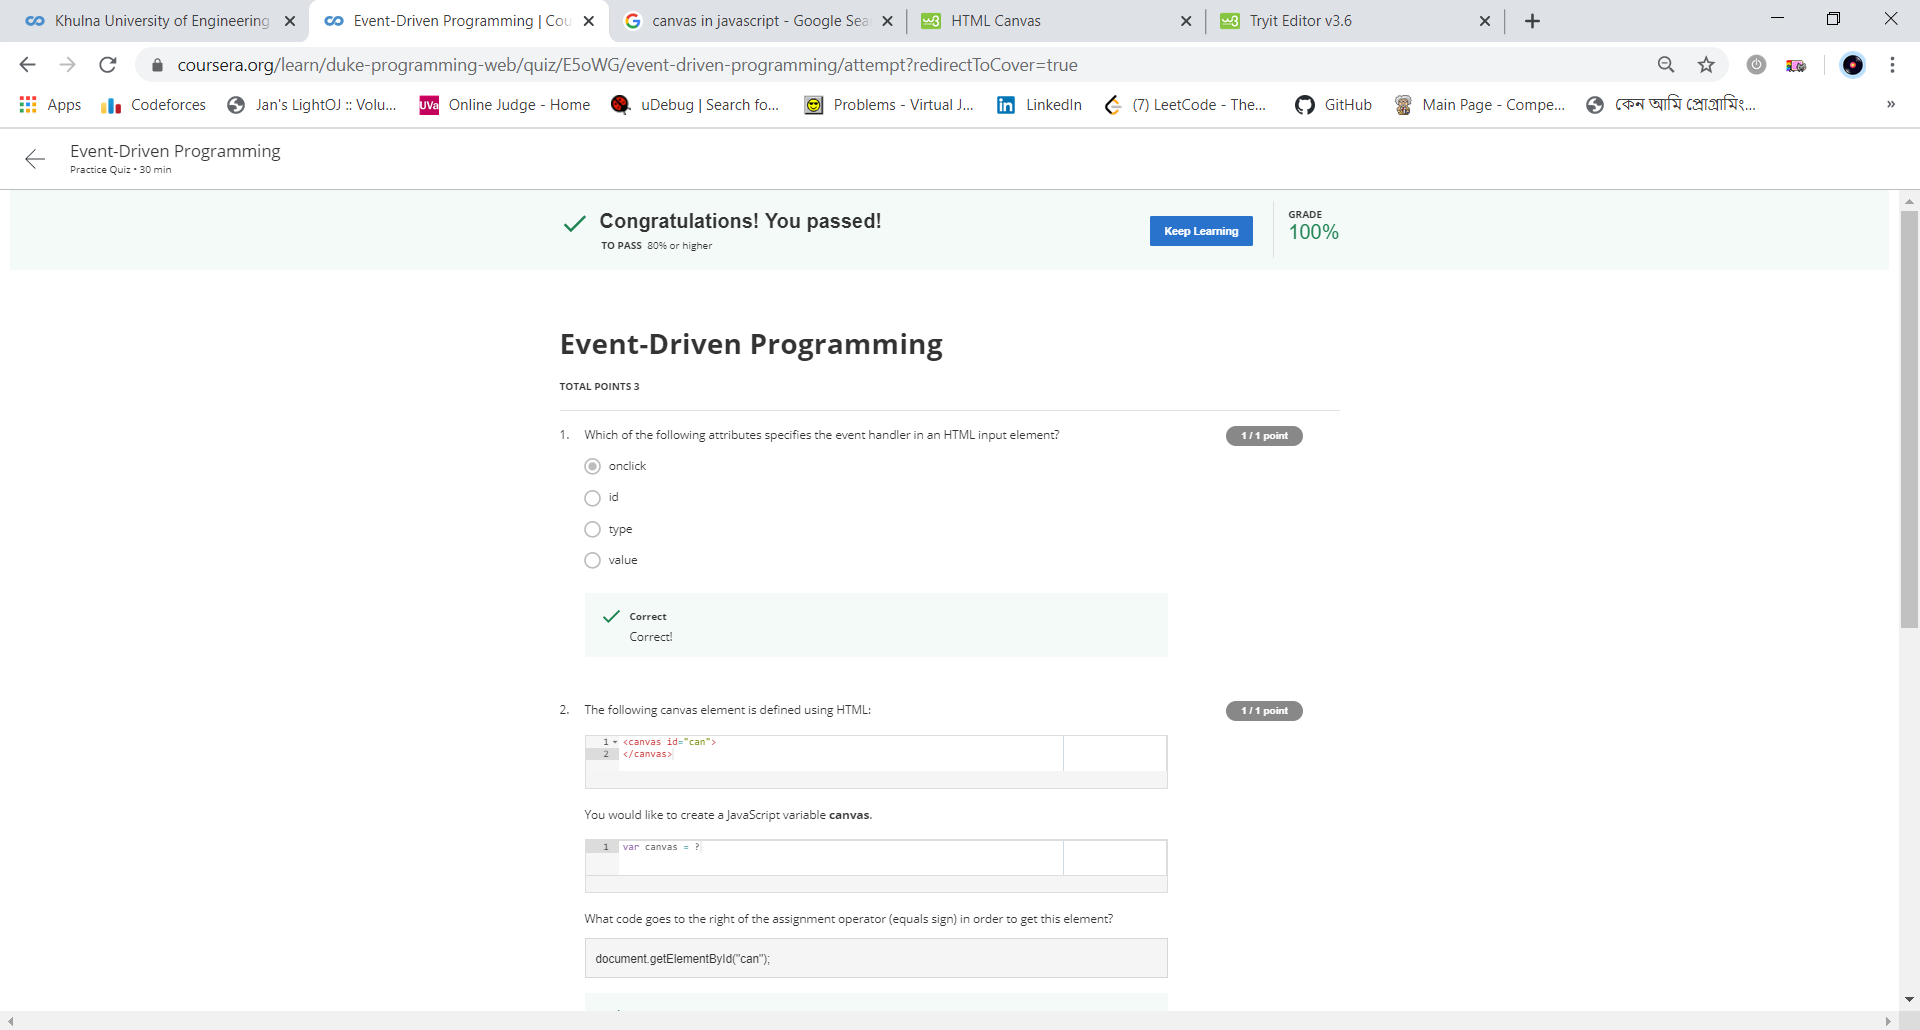 Khulna University of Engineering
Event-Driven Programming | Cou
canvas in javascript - Google Sea
HTML Canvas
Tryit Editor v3.6
coursera.org/learn/duke-programming-web/quiz/E5oWG/event-driven-programming/attempt?redirectToCover=true
Apps
Codeforces
Jan's LightOJ :: Volu...
UVa
Online Judge - Home
uDebug | Search fo...
Problems - Virtual J...
LinkedIn
(7) LeetCode - The...
GitHub
Main Page - Compe...
কেন আমি প্রোগ্রামিং...
»
Event-Driven Programming
Practice Quiz • 30 min
Congratulations! You passed!
TO PASS 80% or higher
Keep Learning
GRADE
100%
Event-Driven Programming
TOTAL POINTS 3
1. Which of the following attributes specifies the event handler in an HTML input element?
1 / 1 point
onclick
id
type
value
Correct
Correct!
2. The following canvas element is defined using HTML:
1 / 1 point
1 <canvas id="can">
2 </canvas>
You would like to create a JavaScript variable canvas.
1 var canvas = ?
What code goes to the right of the assignment operator (equals sign) in order to get this element?
document.getElementById("can");